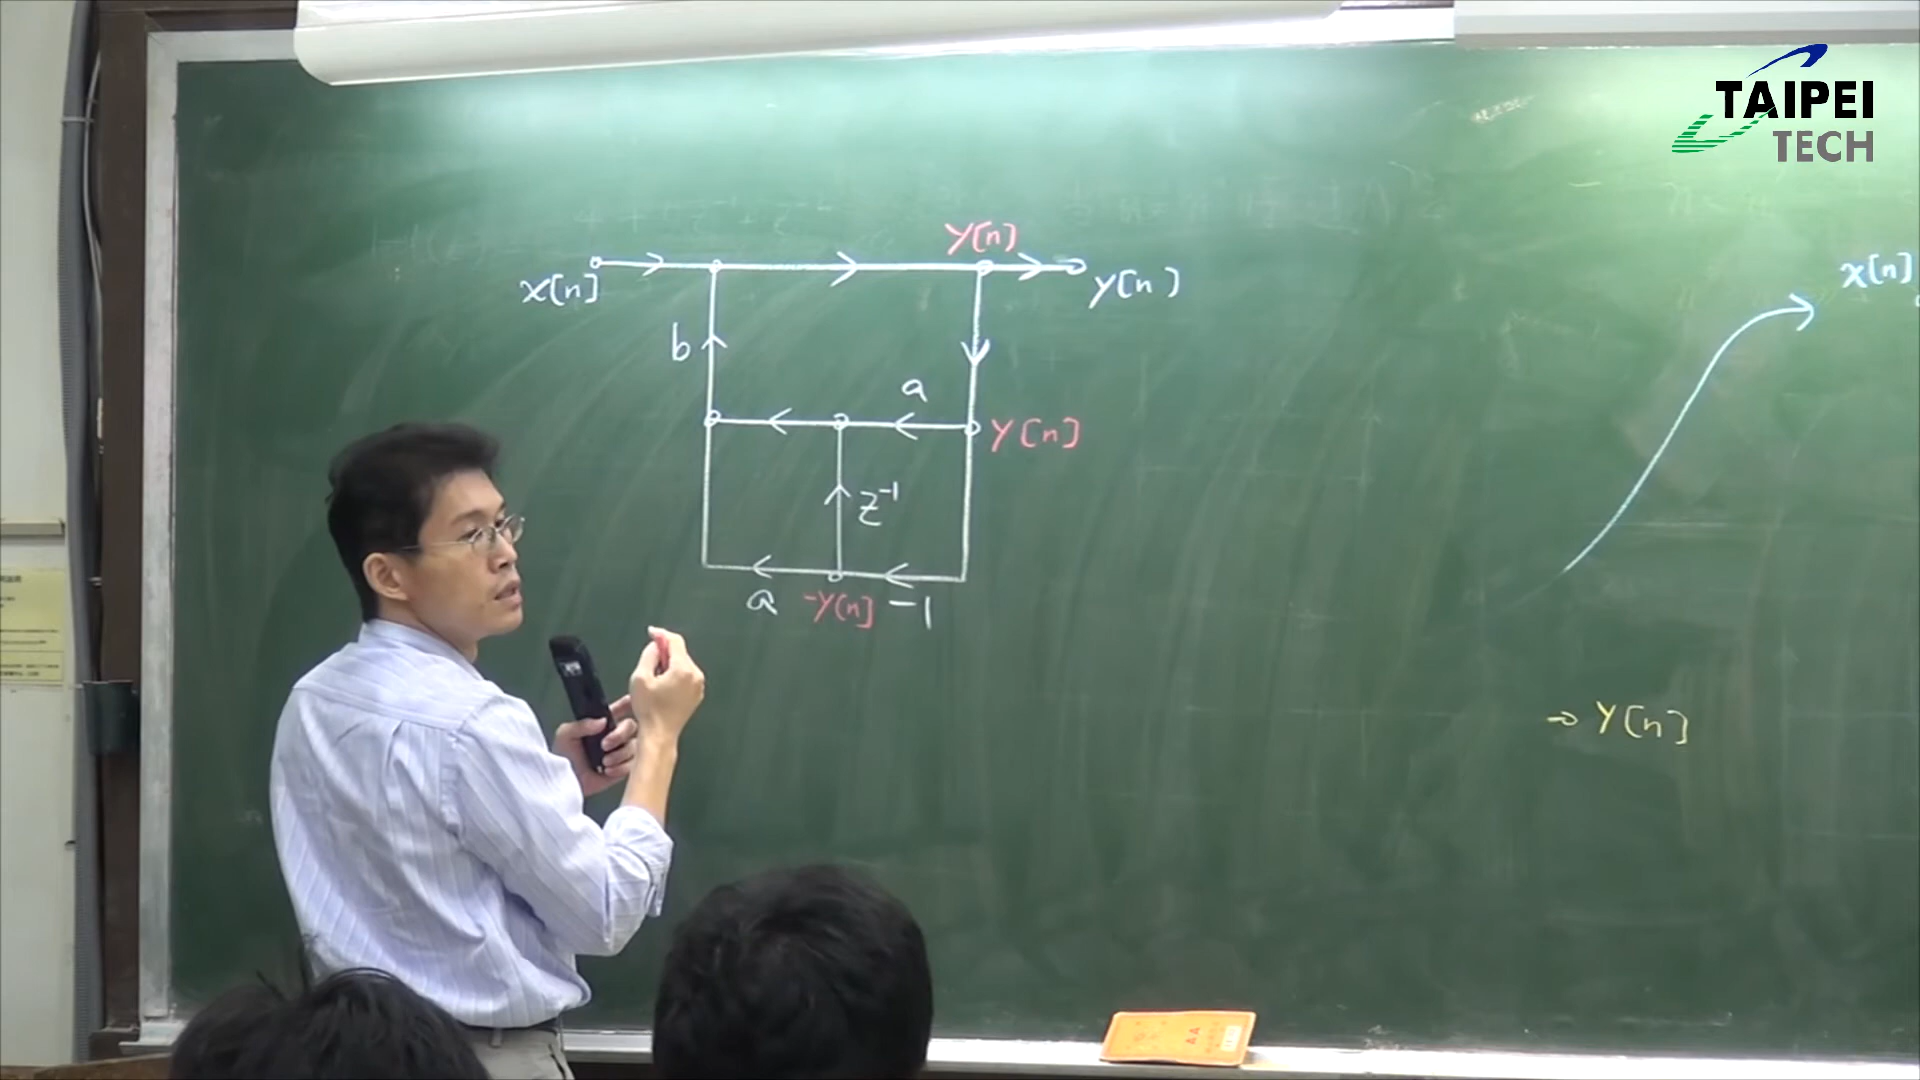 TAIPEI
TECH
Y[n]
x[n]
y[n]
x[n]
b
a
Y[n]
z⁻¹
a
-Y[n]
-1
Y[n]